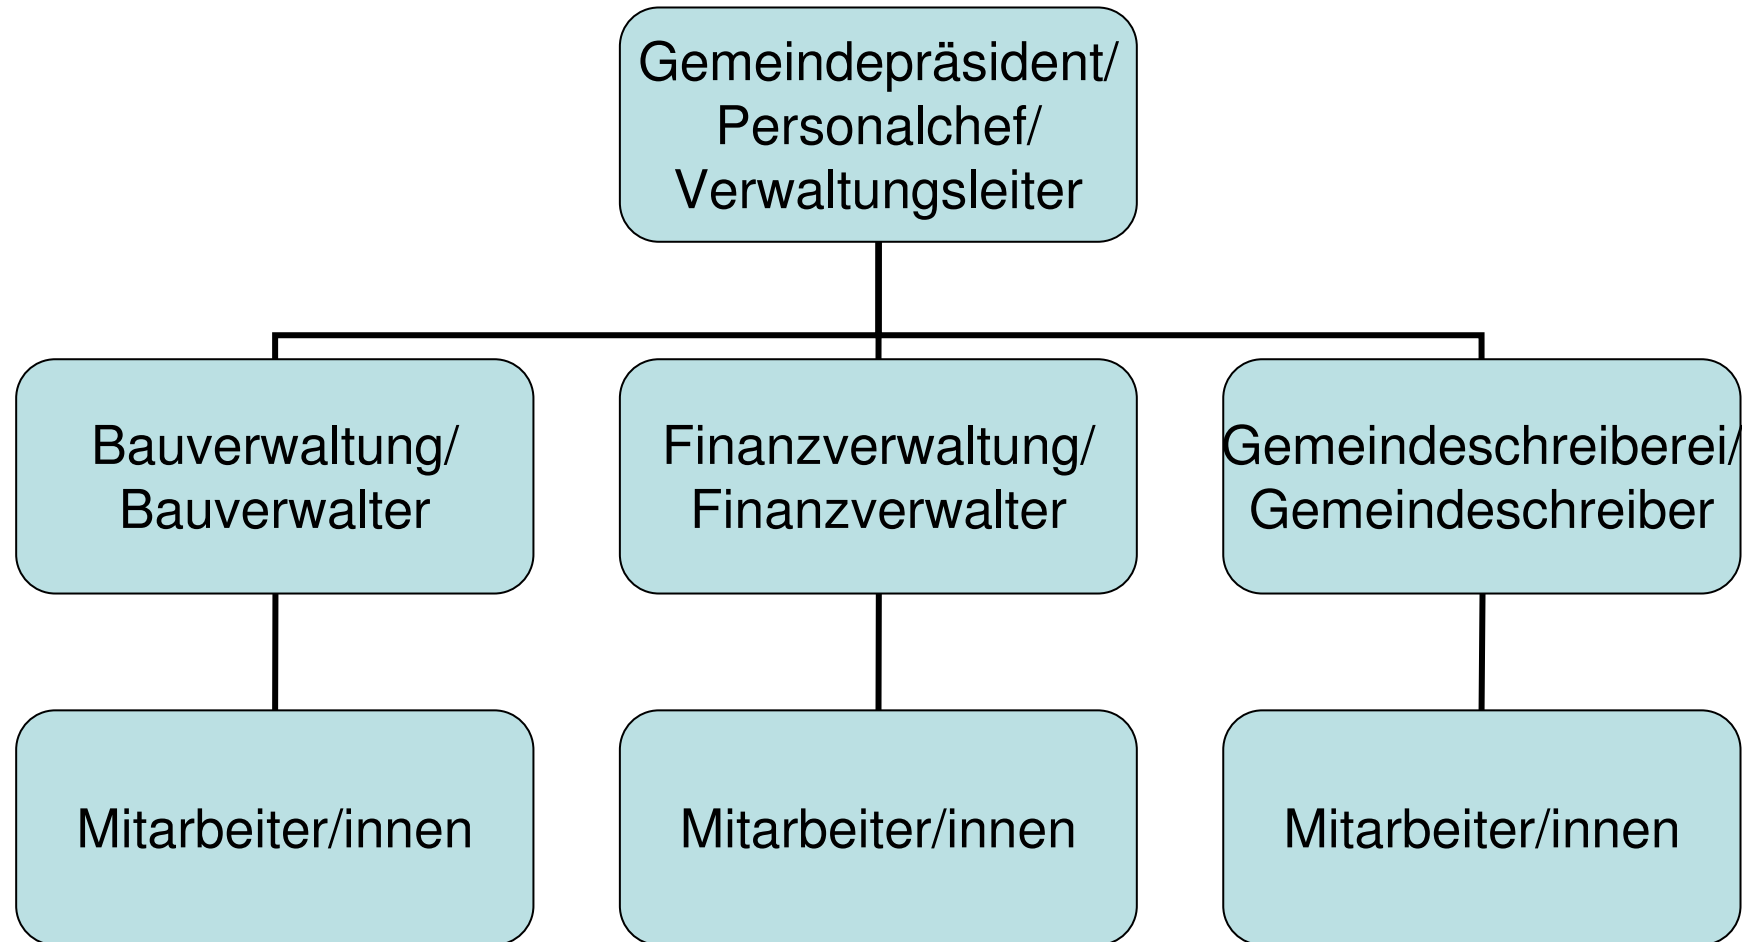 Gemeindepräsident/
Personalchef/
Verwaltungsleiter
Bauverwaltung/
Bauverwalter
Finanzverwaltung/
Finanzverwalter
Gemeindeschreiberei/
Gemeindeschreiber
Mitarbeiter/innen
Mitarbeiter/innen
Mitarbeiter/innen